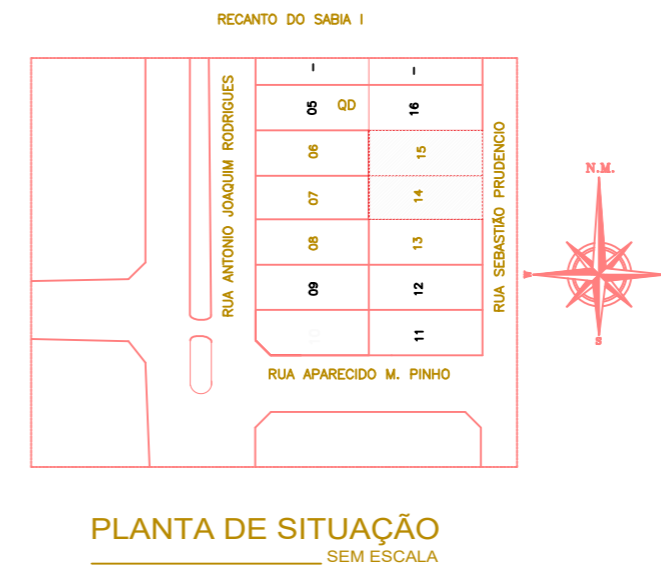 RECANTO DO SABIA I
I I
05 QD 16
06 15
07 14
08 13
09 12
10 11
RUA ANTONIO JOAQUIM RODRIGUES
RUA SEBASTIÃO PRUDENCIO
RUA APARECIDO M. PINHO
N.M.
S
PLANTA DE SITUAÇÃO
SEM ESCALA